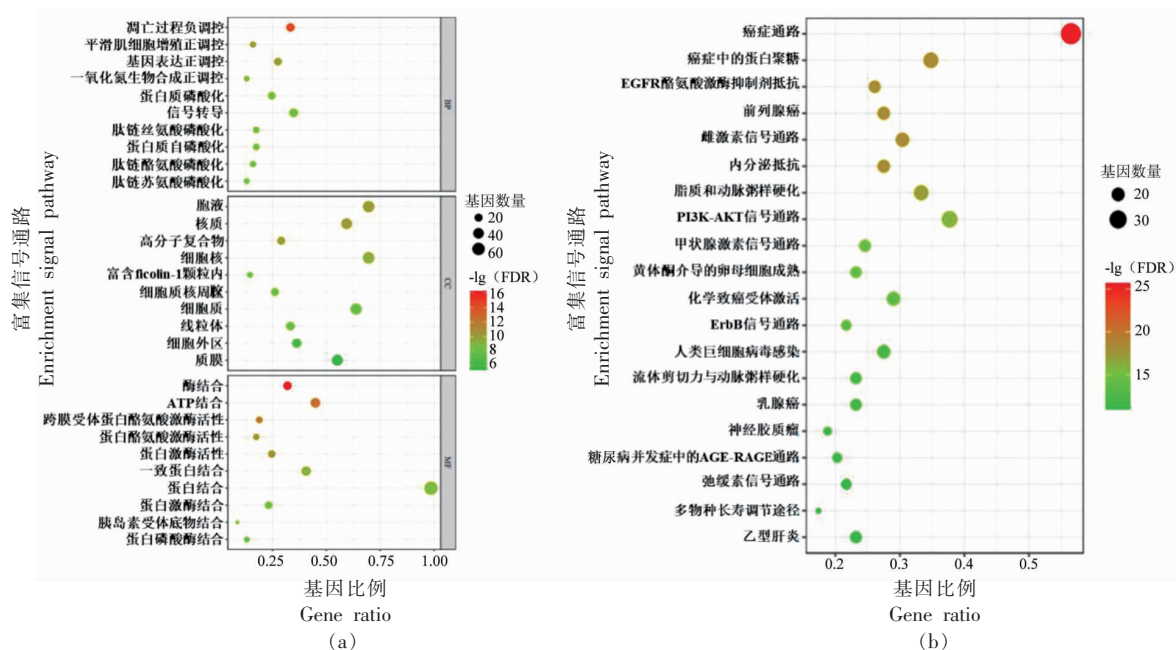 富集信号通路
Enrichment signal pathway
凋亡过程负调控
平滑肌细胞增殖正调控
基因表达正调控
一氧化氮生物合成正调控
蛋白质磷酸化
信号转导
肽链丝氨酸磷酸化
蛋白质自磷酸化
肽链酪氨酸磷酸化
肽链苏氨酸磷酸化
BP
胞液
核质
高分子复合物
细胞核
富含ficolin-1颗粒内
细胞质核周腔
细胞质
线粒体
细胞外区
质膜
CC
酶结合
ATP结合
跨膜受体蛋白酪氨酸激酶活性
蛋白酪氨酸激酶活性
蛋白激酶活性
一致蛋白结合
蛋白结合
蛋白激酶结合
胰岛素受体底物结合
蛋白磷酸酶结合
MF
0.25 0.50 0.75 1.00
基因比例
Gene ratio
(a)
基因数量
20
40
60
-lg（FDR）
16
14
12
10
8
6
富集信号通路
Enrichment signal pathway
癌症通路
癌症中的蛋白聚糖
EGFR酪氨酸激酶抑制剂抵抗
前列腺癌
雌激素信号通路
内分泌抵抗
脂质和动脉粥样硬化
PI3K-AKT信号通路
甲状腺激素信号通路
黄体酮介导的卵母细胞成熟
化学致癌受体激活
ErbB信号通路
人类巨细胞病毒感染
流体剪切力与动脉粥样硬化
乳腺癌
神经胶质瘤
糖尿病并发症中的AGE-RAGE通路
弛缓素信号通路
多物种长寿调节途径
乙型肝炎
0.2 0.3 0.4 0.5
基因比例
Gene ratio
(b)
基因数量
20
30
-lg（FDR）
25
20
15